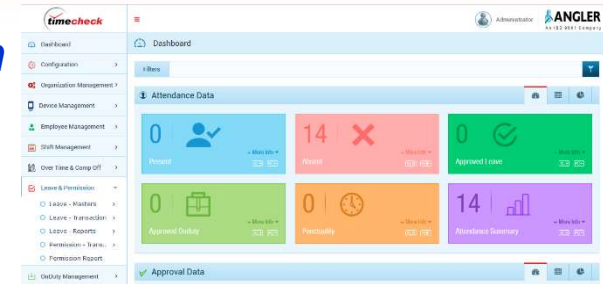 timecheck
Administrator
ANGLER
An ISO 9001 Company
Dashboard
Dashboard
Configuration
Filters
Organization Management
Attendance Data
Device Management
Employee Management
0
Present
More Info
14
Absent
More Info
0
Approved Leave
More Info
Shift Management
Over Time & Comp Off
Leave & Permission
Leave - Masters
Leave - Transaction
Leave - Reports
Permission - Trans..
Permission Report
0
Approved Onduty
More Info
0
Punctuality
More Info
14
Attendance Summary
More Info
OnDuty Management
Approval Data